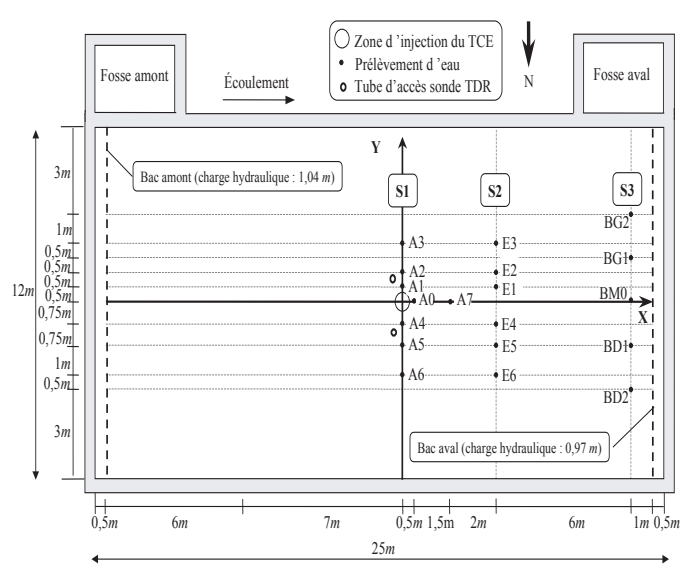 Zone d 'injection du TCE
Prélèvement d 'eau
Tube d'accès sonde TDR
N
Fosse amont
Écoulement
Fosse aval
Y
Bac amont (charge hydraulique : 1,04 m)
S1
S2
S3
BG2
A3
E3
BG1
A2
E2
A1
E1
A0
A7
BM0
X
A4
E4
A5
E5
BD1
A6
E6
BD2
Bac aval (charge hydraulique : 0,97 m)
12m
3m
1m
0,5m
0,5m
0,5m
0,5m
0,75m
0,75m
1m
0,5m
3m
0,5m
6m
7m
0,5m
1,5m
2m
6m
1m
0,5m
25m